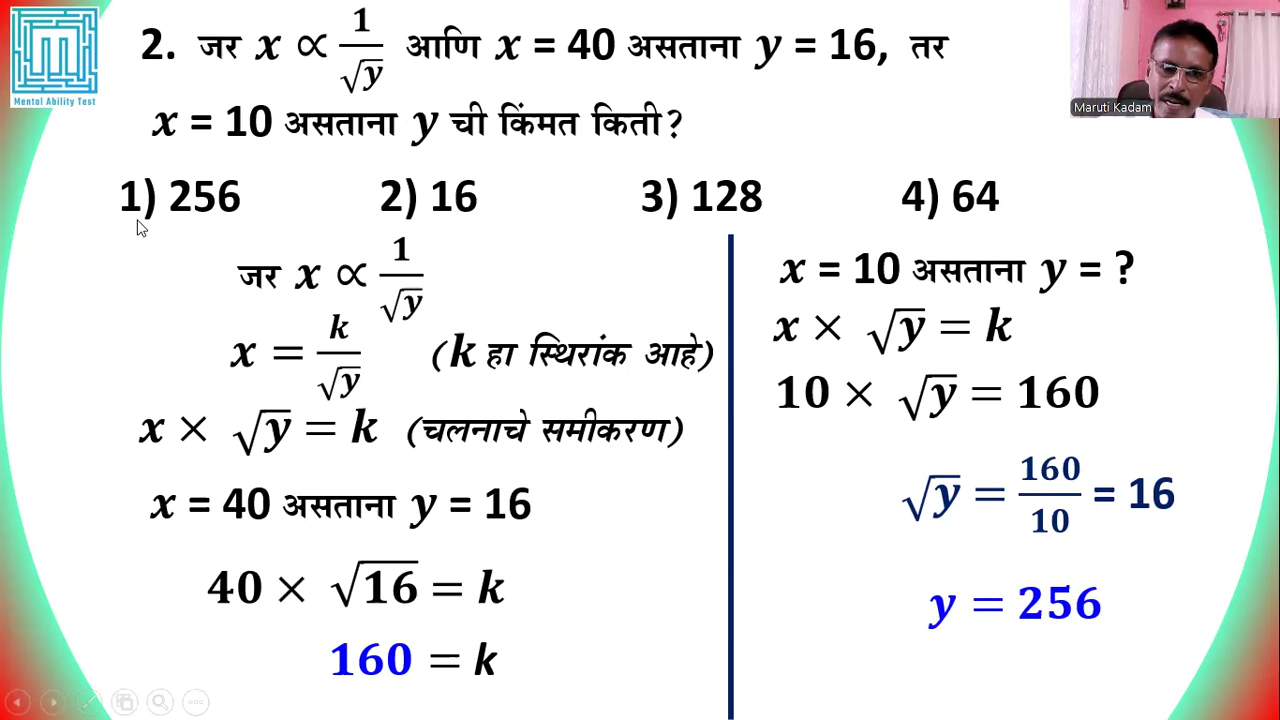 Mental Ability Test
2. जर x ∝ 1/√y आणि x = 40 असताना y = 16, तर
x = 10 असताना y ची किंमत किती?
Maruti Kadam
1) 256 2) 16 3) 128 4) 64
जर x ∝ 1/√y
x = k/√y (k हा स्थिरांक आहे)
x × √y = k (चलनाचे समीकरण)
x = 40 असताना y = 16
40 × √16 = k
160 = k
x = 10 असताना y = ?
x × √y = k
10 × √y = 160
√y = 160/10 = 16
y = 256